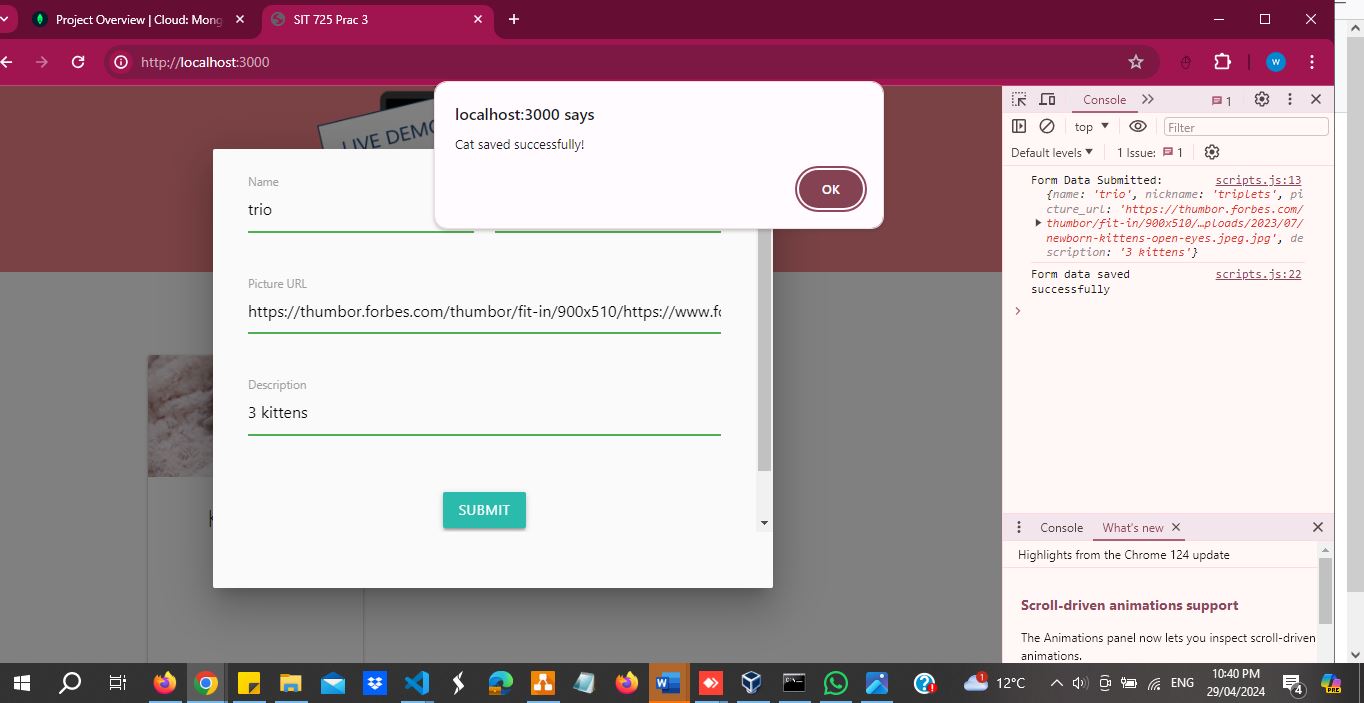 Project Overview | Cloud: Mong
SIT 725 Prac 3
http://localhost:3000
LIVE DEMO
localhost:3000 says
Cat saved successfully!
OK
Name
trio
Picture URL
https://thumbor.forbes.com/thumbor/fit-in/900x510/https://www.fo
Description
3 kittens
SUBMIT
K
Console
1
top
Filter
Default levels
1 Issue:
1
Form Data Submitted:
scripts.js:13
{name: 'trio', nickname: 'triplets', pi
cture_url: 'https://thumbor.forbes.com/
thumbor/fit-in/900x510/…ploads/2023/07/
newborn-kittens-open-eyes.jpeg.jpg', de
scription: '3 kittens'}
Form data saved
scripts.js:22
successfully
Console
What's new
Highlights from the Chrome 124 update
Scroll-driven animations support
The Animations panel now lets you inspect scroll-driven
animations.
12°C
ENG
10:40 PM
29/04/2024
4